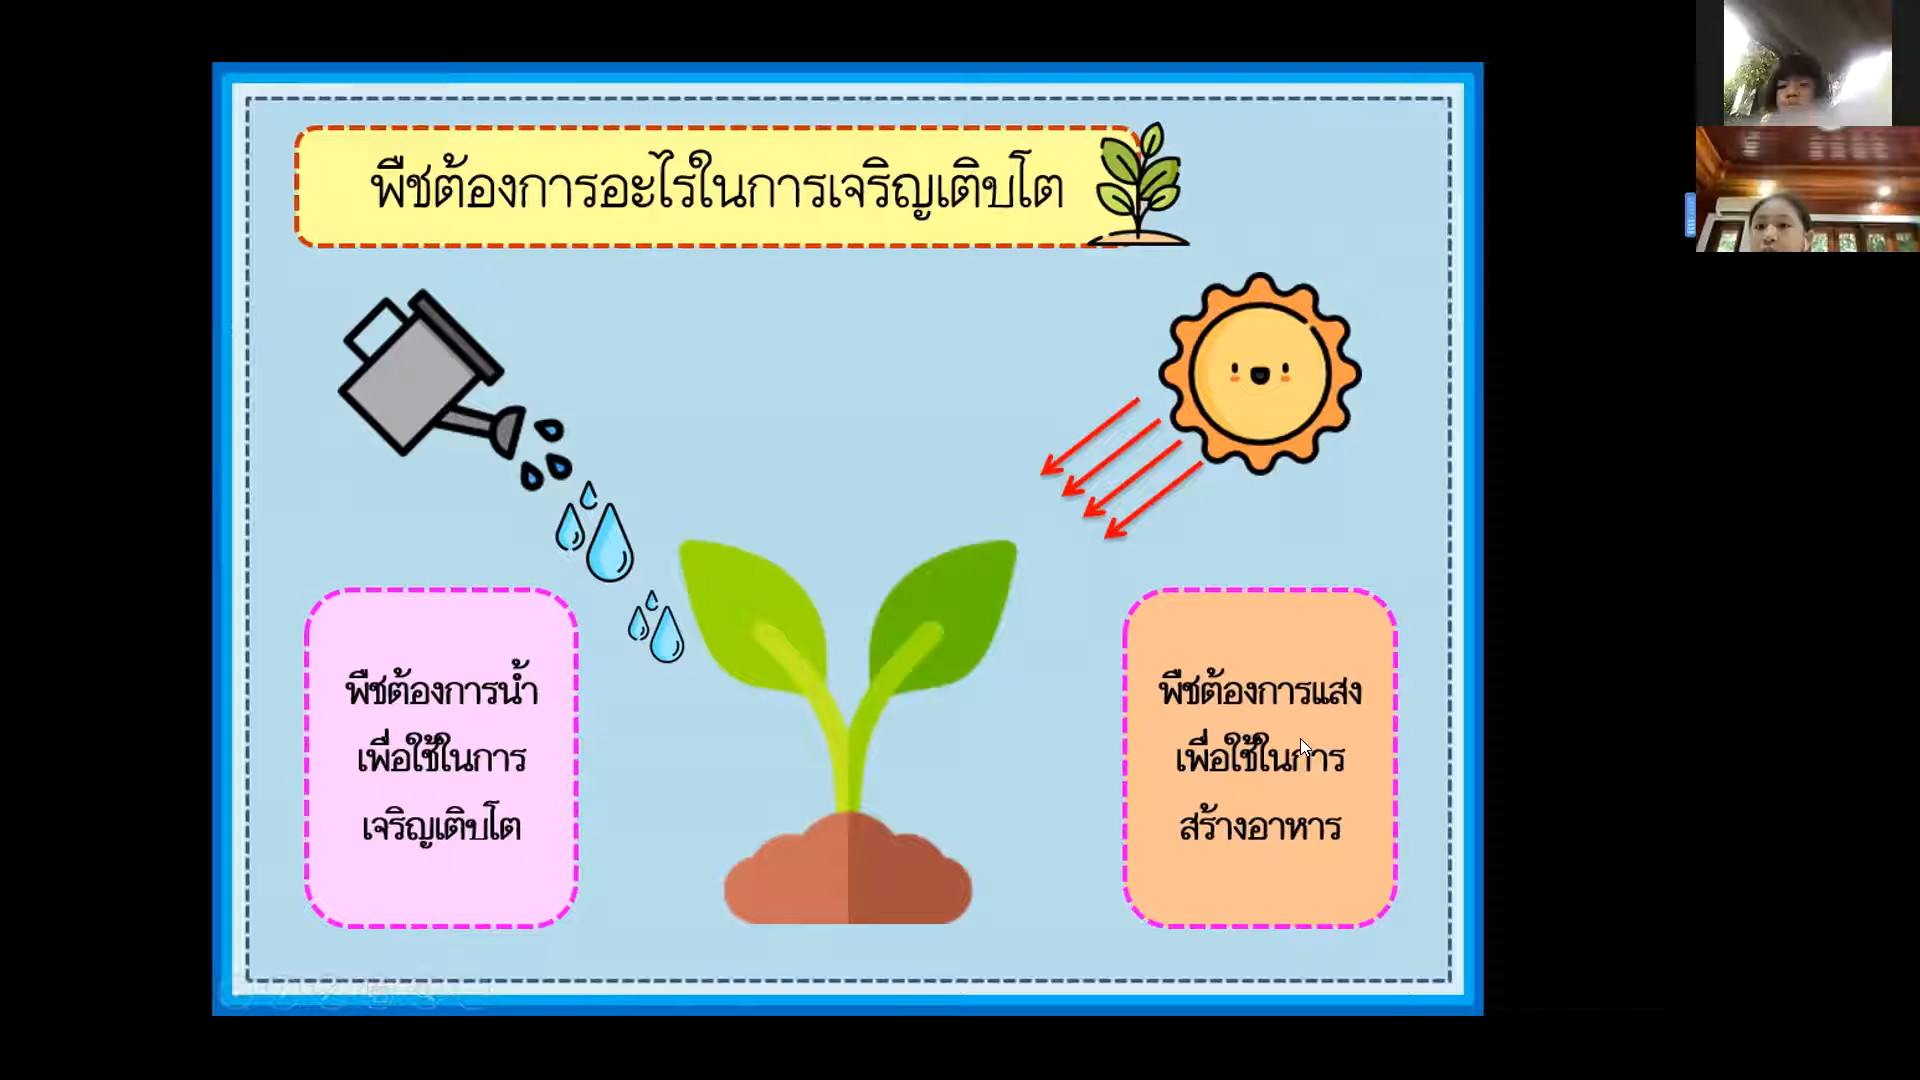 พืชต้องการอะไรในการเจริญเติบโต
พืชต้องการน้ำ
เพื่อใช้ในการ
เจริญเติบโต
พืชต้องการแสง
เพื่อใช้ในการ
สร้างอาหาร